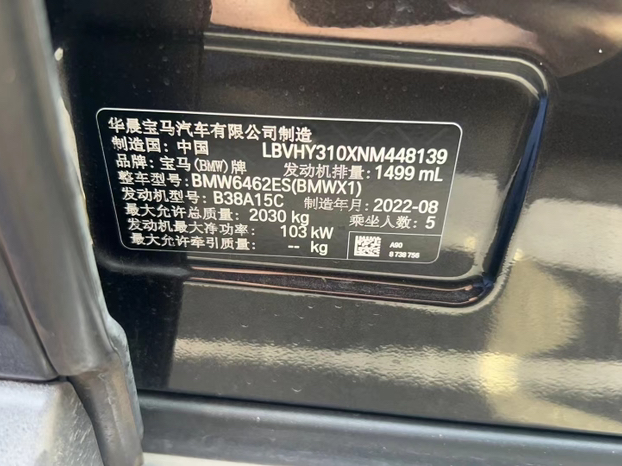 华晨宝马汽车有限公司制造
制造国：中国 LBVHY310XNM448139
品牌：宝马(BMW)牌 发动机排量：1499 mL
整车型号：BMW6462ES(BMWX1)
发动机型号：B38A15C 制造年月：2022-08
最大允许总质量：2030 kg 乘坐人数：5
发动机最大净功率： 103 kW
最大允许牵引质量： -- kg
A90
8 738 756